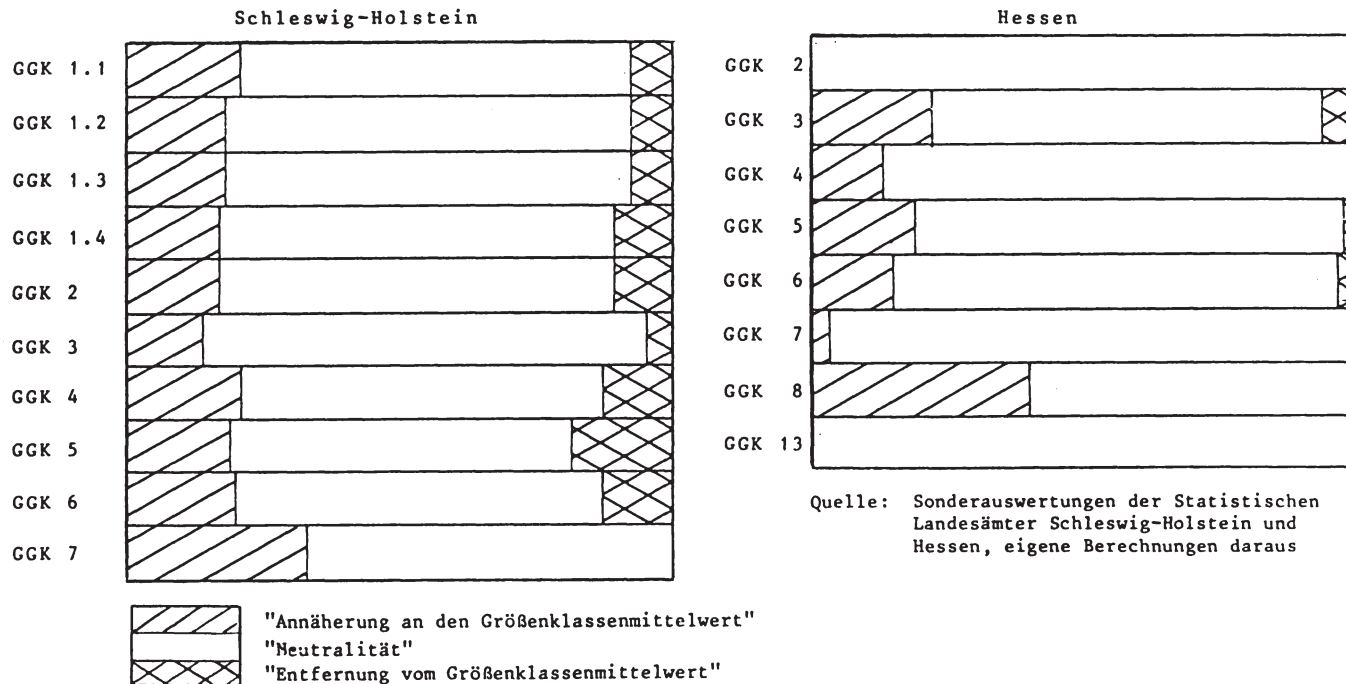 Schleswig-Holstein
GGK 1.1
GGK 1.2
GGK 1.3
GGK 1.4
GGK 2
GGK 3
GGK 4
GGK 5
GGK 6
GGK 7
Hessen
GGK 2
GGK 3
GGK 4
GGK 5
GGK 6
GGK 7
GGK 8
GGK 13
Quelle: Sonderauswertungen der Statistischen
Landesämter Schleswig-Holstein und
Hessen, eigene Berechnungen daraus
"Annäherung an den Größenklassenmittelwert"
"Neutralität"
"Entfernung vom Größenklassenmittelwert"